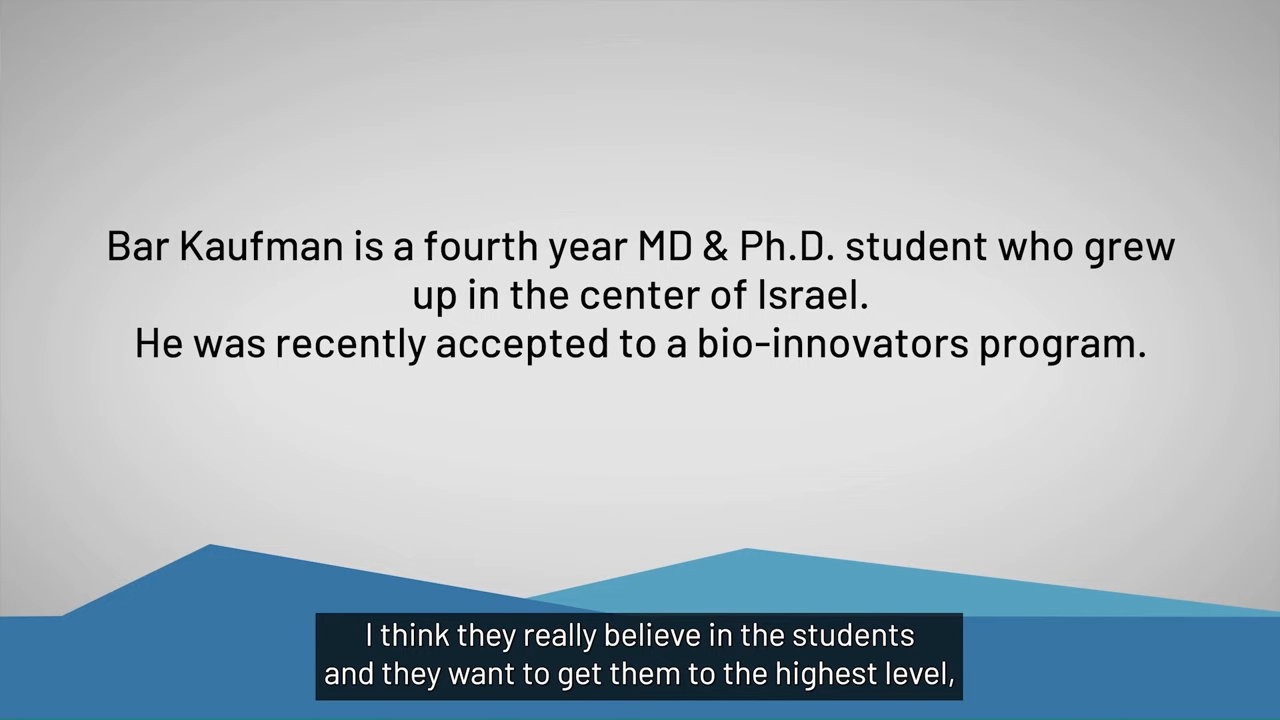 Bar Kaufman is a fourth year MD & Ph.D. student who grew
up in the center of Israel.
He was recently accepted to a bio-innovators program.
I think they really believe in the students
and they want to get them to the highest level,